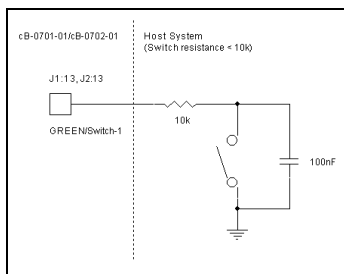 cB-0701-01/cB-0702-01
Host System
(Switch resistance < 10k)
J1:13, J2:13
GREEN/Switch-1
10k
100nF